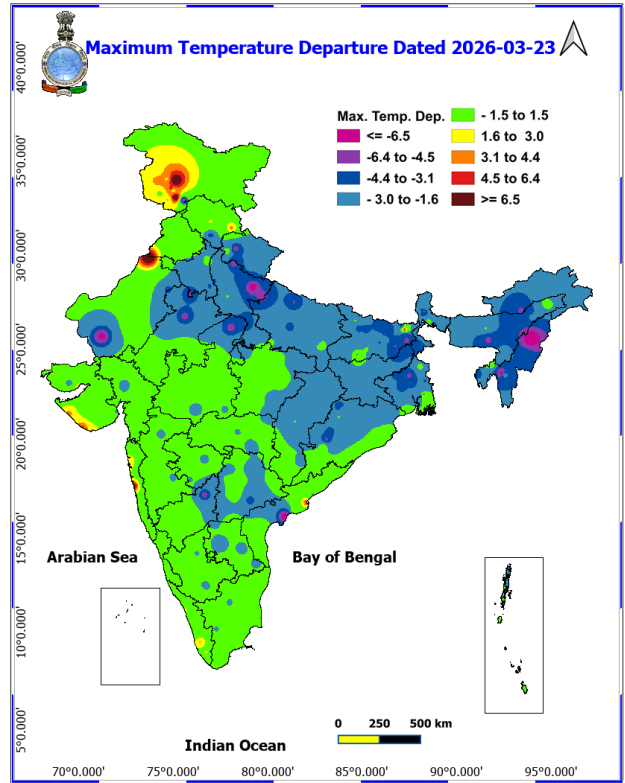 Maximum Temperature Departure Dated 2026-03-23
Max. Temp. Dep.
<= -6.5
-6.4 to -4.5
-4.4 to -3.1
- 3.0 to -1.6
- 1.5 to 1.5
1.6 to 3.0
3.1 to 4.4
4.5 to 6.4
>= 6.5
40°0.000'
35°0.000'
30°0.000'
25°0.000'
20°0.000'
15°0.000'
10°0.000'
5°0.000'
Arabian Sea
Bay of Bengal
Indian Ocean
0 250 500 km
70°0.000' 75°0.000' 80°0.000' 85°0.000' 90°0.000' 95°0.000'